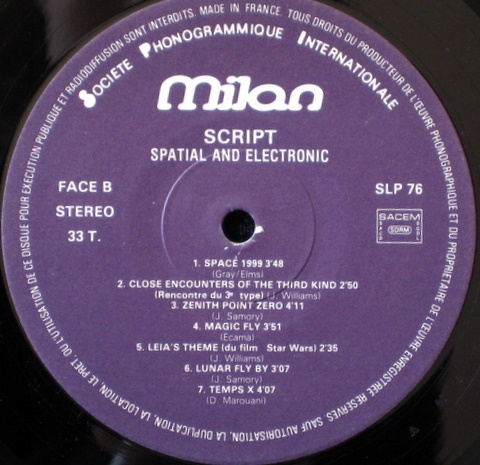 SONT INTERDITS. MADE IN FRANCE. TOUS DROITS DU PRODUCTEUR DE L'ŒUVRE PHONOGRAPHIQUE ET DU PROPRIETAIRE DE L'ŒUVRE ENREGISTREE RESERVES. SAUF AUTORISATION, LA DUPLICATION, LA LOCATION, LE PRET, OU L'UTILISATION DE CE DISQUE POUR EXECUTION PUBLIQUE ET RADIODIFFUSION
SOCIETE PHONOGRAMMIQUE INTERNATIONALE
milan
SCRIPT
SPATIAL AND ELECTRONIC
FACE B
SLP 76
STEREO
SACEM
SDRM
33 T.
1. SPACE 1999 3'48
(Gray/Elms)
2. CLOSE ENCOUNTERS OF THE THIRD KIND 2'50
(Rencontre du 3e type) (J. Williams)
3. ZENITH POINT ZERO 4'11
(J. Samory)
4. MAGIC FLY 3'51
(Ecama)
5. LEIA'S THEME (du film Star Wars) 2'35
(J. Williams)
6. LUNAR FLY BY 3'07
(J. Samory)
7. TEMPS X 4'07
(D. Marouani)